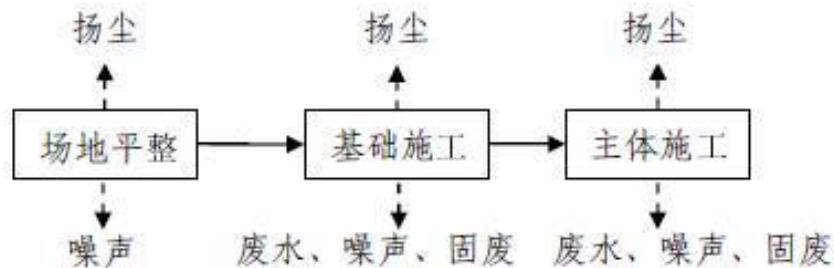 扬尘 扬尘 扬尘
场地平整 基础施工 主体施工
噪声 废水、噪声、固废 废水、噪声、固废